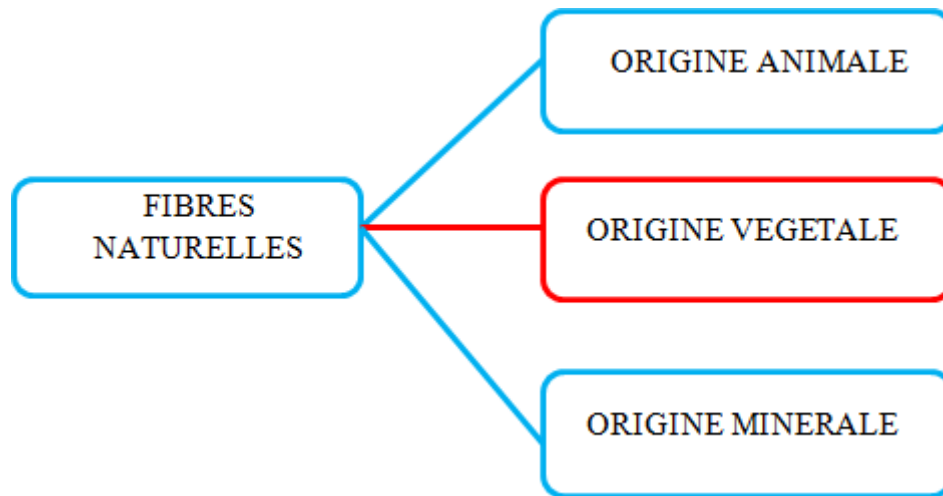 ORIGINE ANIMALE
FIBRES
NATURELLES
ORIGINE VEGETALE
ORIGINE MINERALE